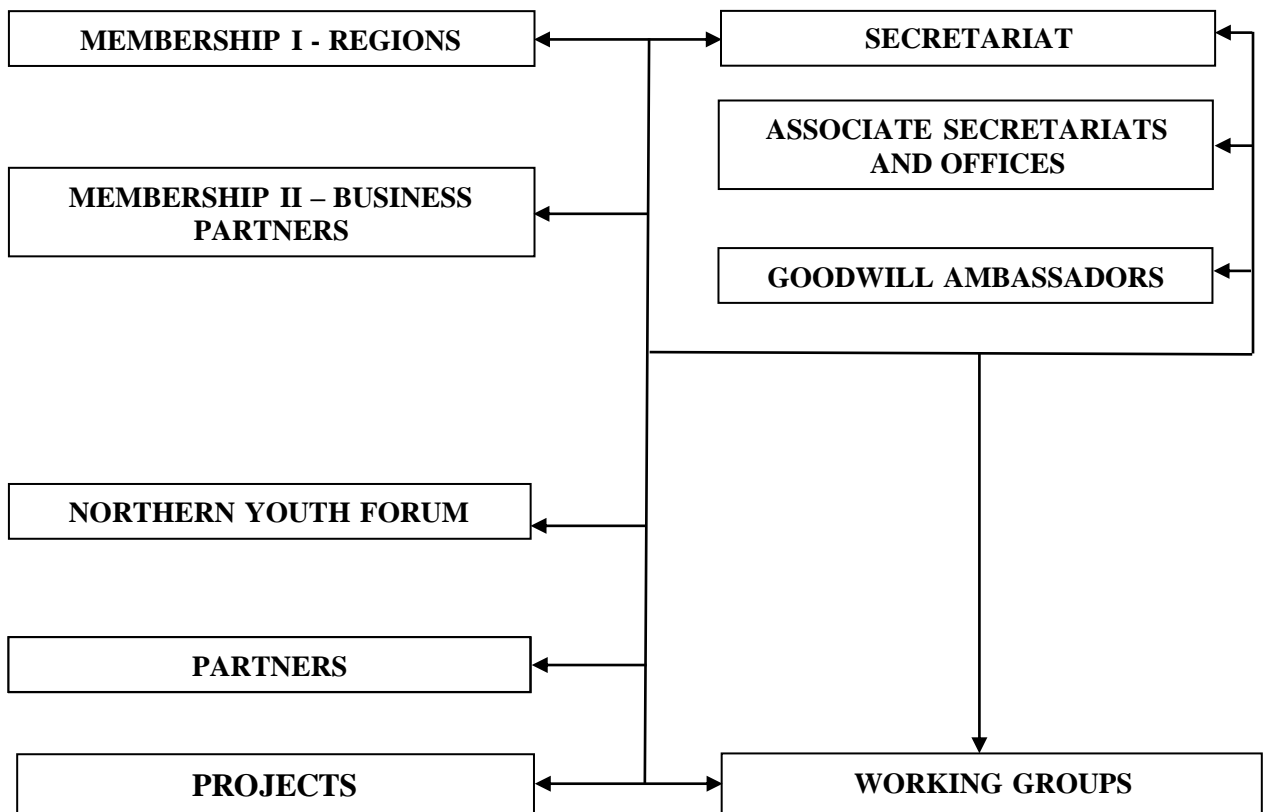 MEMBERSHIP I - REGIONS
SECRETARIAT
ASSOCIATE SECRETARIATS
AND OFFICES
MEMBERSHIP II – BUSINESS
PARTNERS
GOODWILL AMBASSADORS
NORTHERN YOUTH FORUM
PARTNERS
PROJECTS
WORKING GROUPS